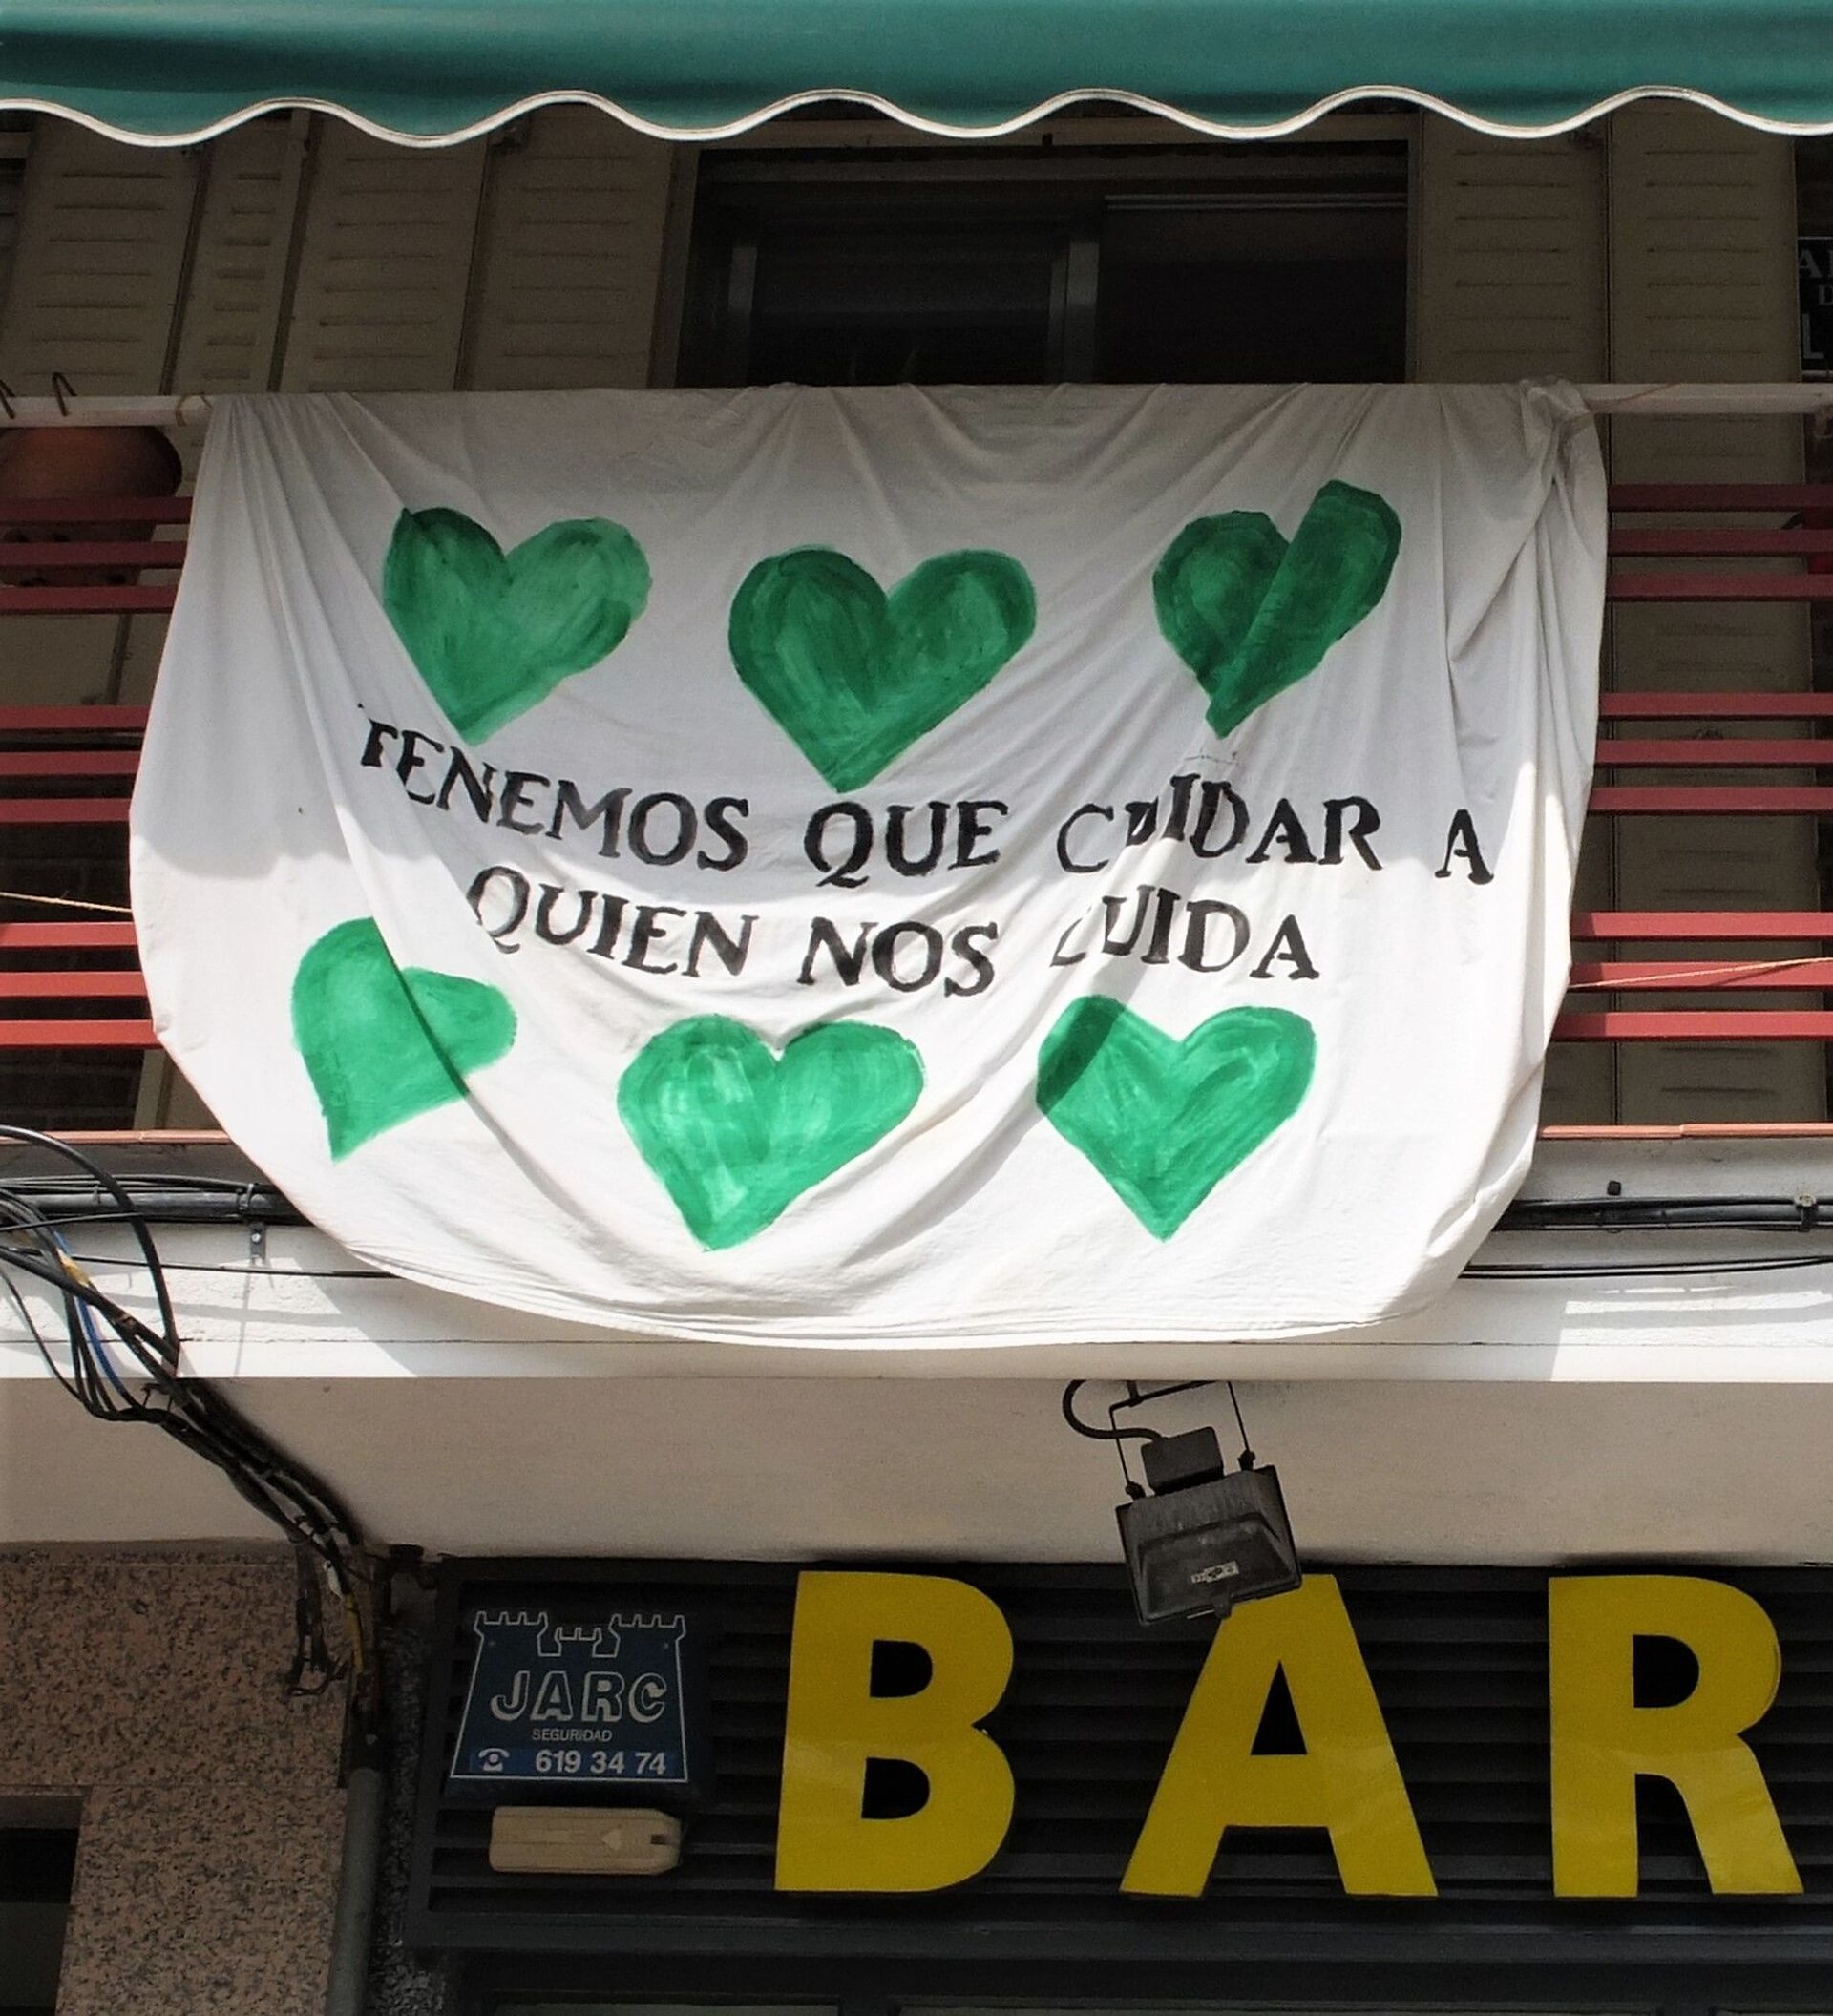 TENEMOS QUE CUIDAR A
QUIEN NOS CUIDA
JARC
SEGURIDAD
619 34 74
BAR